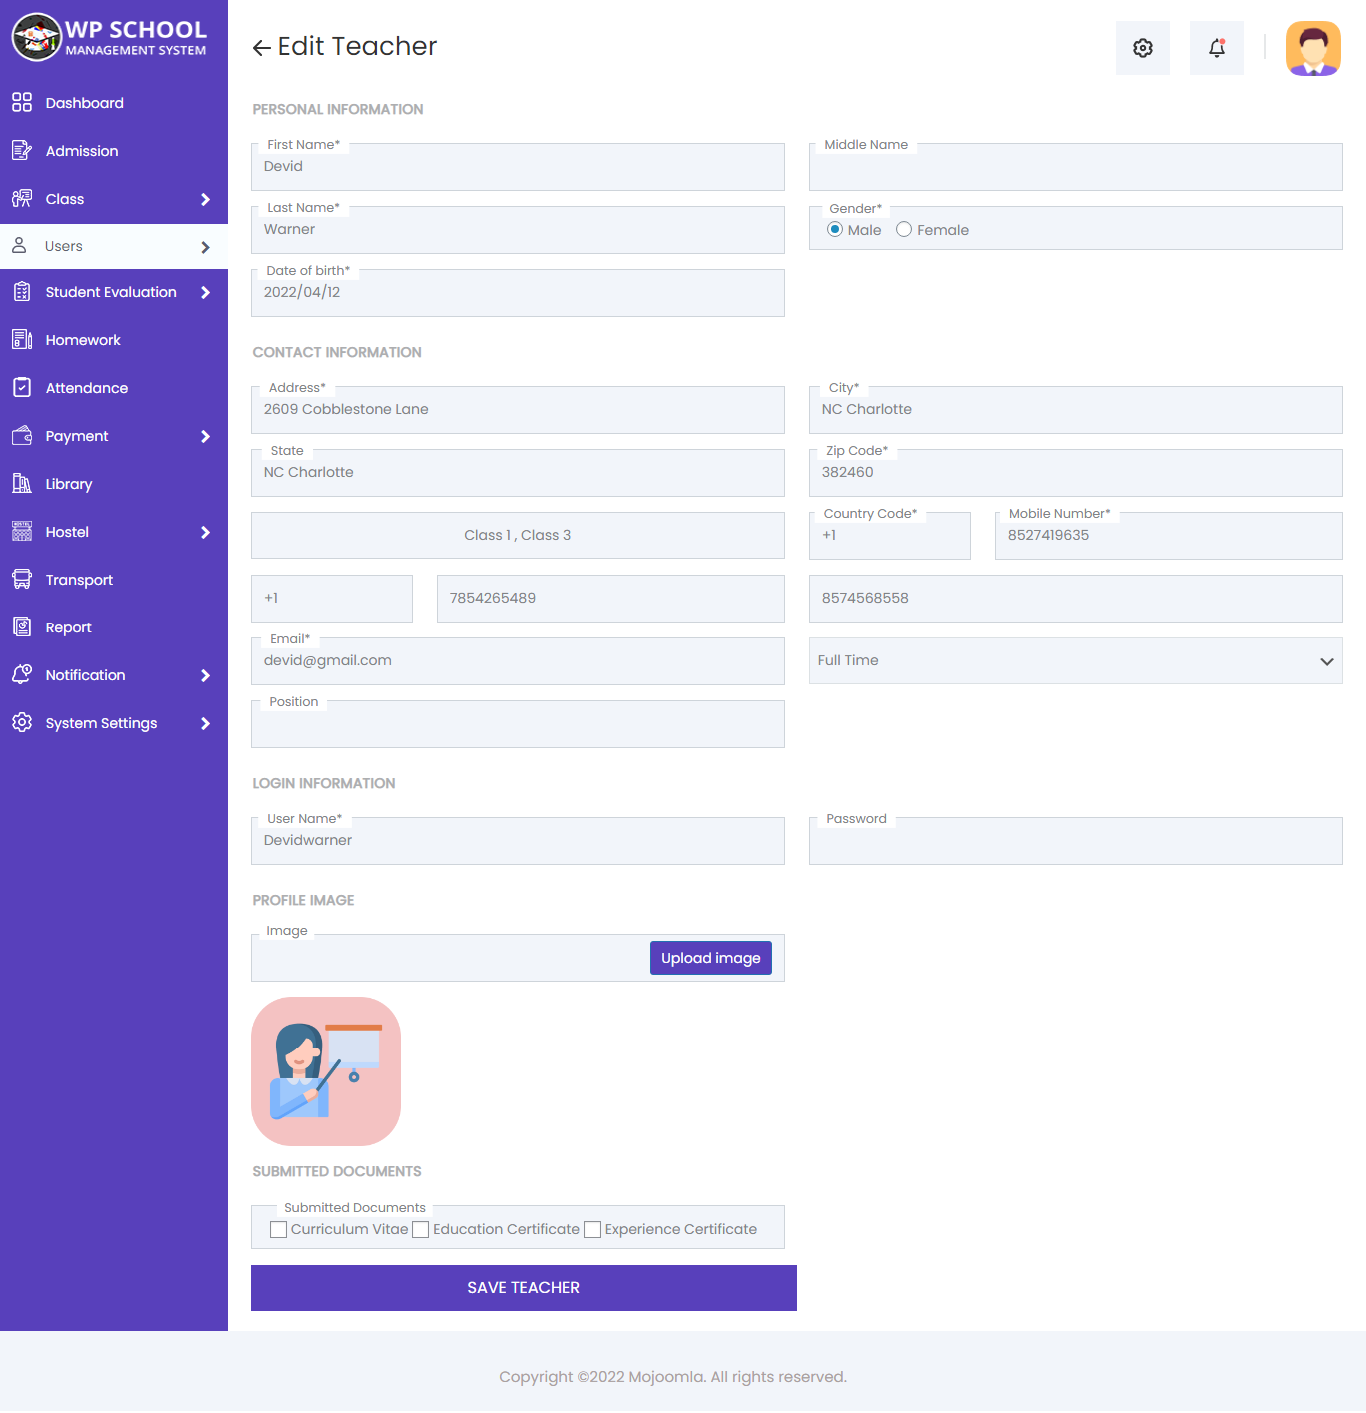 WP SCHOOL
MANAGEMENT SYSTEM
Dashboard
Admission
Class
Users
Student Evaluation
Homework
Attendance
Payment
Library
Hostel
Transport
Report
Notification
System Settings
Edit Teacher
PERSONAL INFORMATION
First Name*
Devid
Middle Name
Last Name*
Warner
Gender*
Male Female
Date of birth*
2022/04/12
CONTACT INFORMATION
Address*
2609 Cobblestone Lane
City*
NC Charlotte
State
NC Charlotte
Zip Code*
382460
Class 1 , Class 3
Country Code*
+1
Mobile Number*
8527419635
+1
7854265489
8574568558
Email*
devid@gmail.com
Full Time
Position
LOGIN INFORMATION
User Name*
Devidwarner
Password
PROFILE IMAGE
Image
Upload image
SUBMITTED DOCUMENTS
Submitted Documents
Curriculum Vitae Education Certificate Experience Certificate
SAVE TEACHER
Copyright ©2022 Mojoomla. All rights reserved.